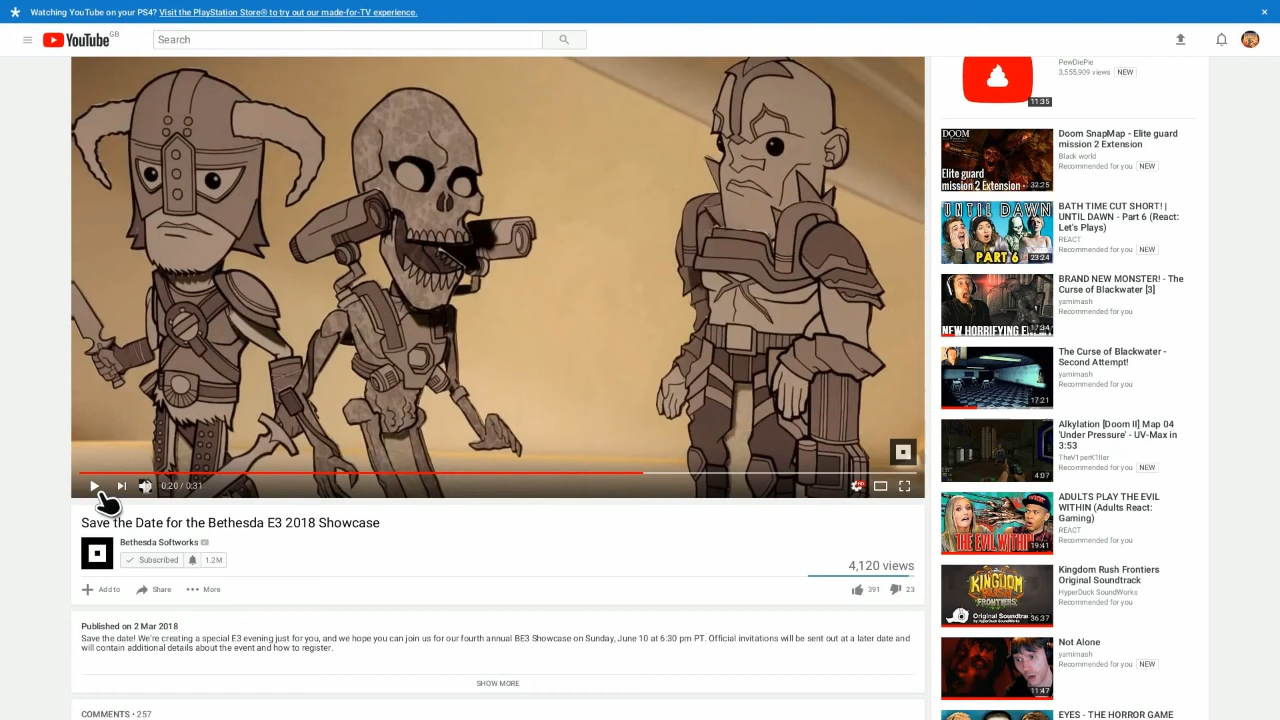 Watching YouTube on your PS4? Visit the PlayStation Store® to try out our made-for-TV experience.
YouTube GB
Search
PewDiePie
3,555,909 views NEW
11:35
DOOM
Elite guard
mission 2 Extension
32:25
Doom SnapMap - Elite guard
mission 2 Extension
Black world
Recommended for you NEW
UNTIL DAWN
PART 6
23:24
BATH TIME CUT SHORT! |
UNTIL DAWN - Part 6 (React:
Let's Plays)
REACT
Recommended for you NEW
NEW HORRIFYING
17:34
BRAND NEW MONSTER! - The
Curse of Blackwater [3]
yamimash
Recommended for you
17:21
The Curse of Blackwater -
Second Attempt!
yamimash
Recommended for you
4:07
Alkylation [Doom II] Map 04
'Under Pressure' - UV-Max in
3:53
TheV1perK1ller
Recommended for you NEW
THE EVIL WITHIN
19:41
ADULTS PLAY THE EVIL
WITHIN (Adults React:
Gaming)
REACT
Recommended for you
KINGDOM
RUSH
FRONTIERS
Original Soundtrack
by HyperDuck SoundWorks
36:37
Kingdom Rush Frontiers
Original Soundtrack
HyperDuck SoundWorks
Recommended for you
11:47
Not Alone
yamimash
Recommended for you NEW
EYES - THE HORROR GAME
0:20 / 0:31
HD
Save the Date for the Bethesda E3 2018 Showcase
Bethesda Softworks
Subscribed 1.2M
4,120 views
Add to Share More
391 23
Published on 2 Mar 2018
Save the date! We're creating a special E3 evening just for you, and we hope you can join us for our fourth annual BE3 Showcase on Sunday, June 10 at 6:30 pm PT. Official invitations will be sent out at a later date and
will contain additional details about the event and how to register.
SHOW MORE
COMMENTS • 257